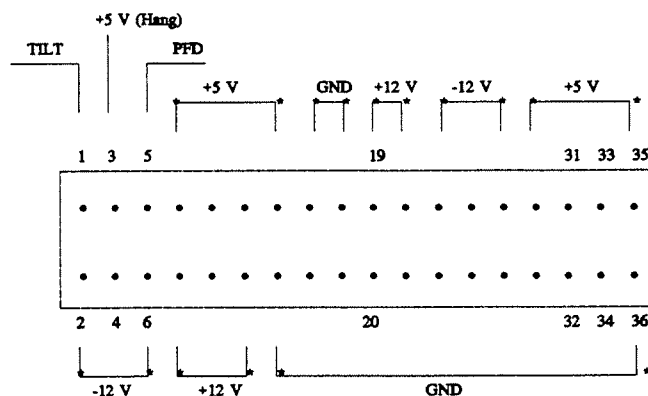 +5 V (Hang)
TILT PFD
+5 V GND +12 V -12 V +5 V
1 3 5 19 31 33 35
2 4 6 20 32 34 36
-12 V +12 V GND